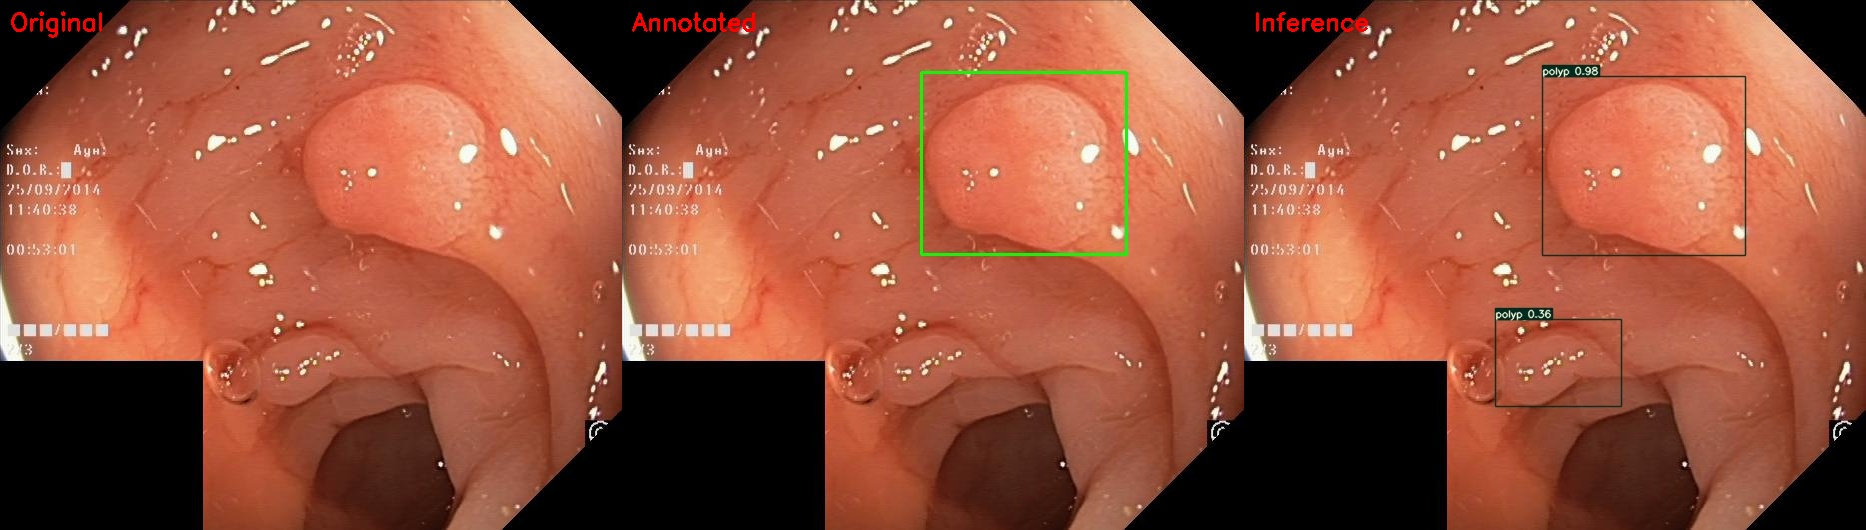 Original
Annotated
Inference
polyp 0.98
Sex: Age:
D.O.B.:
25/09/2014
11:40:38
00:53:01
Sex: Age:
D.O.B.:
25/09/2014
11:40:38
00:53:01
Sex: Age:
D.O.B.:
25/09/2014
11:40:38
00:53:01
polyp 0.36